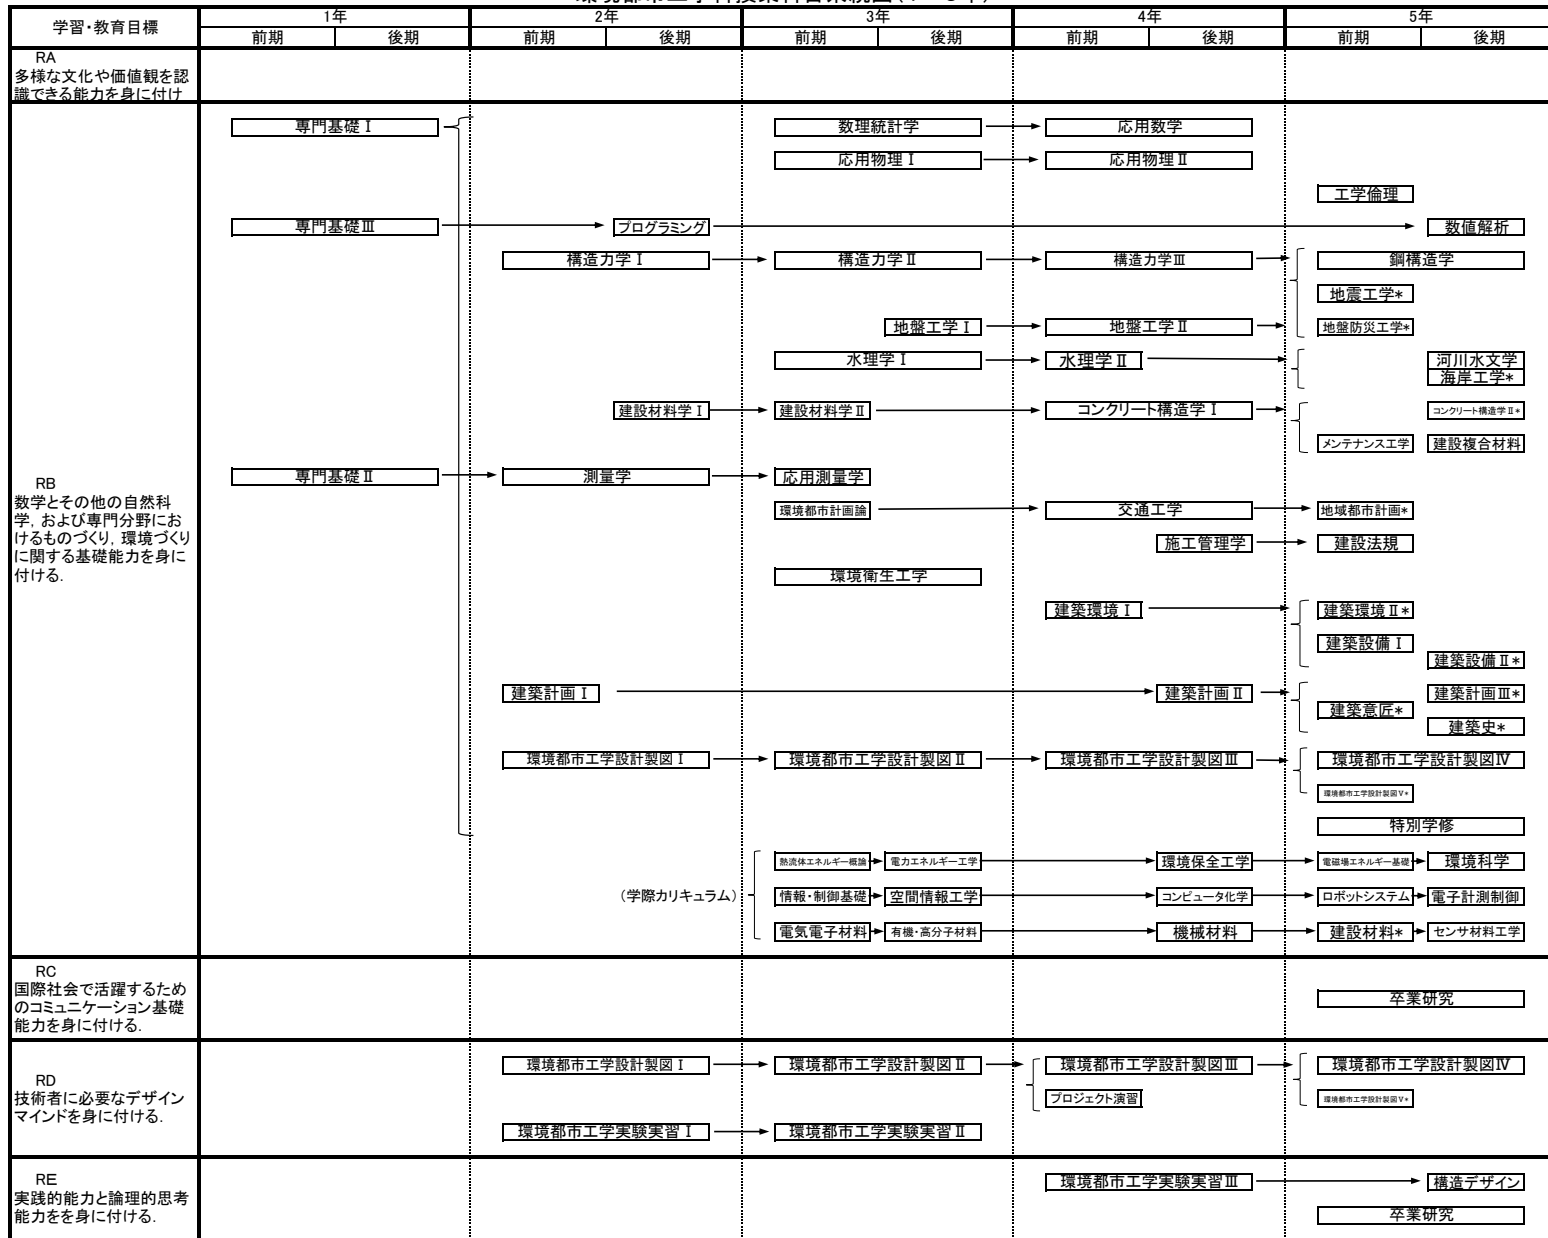 学習・教育目標
1年 2年 3年 4年 5年
前期 後期 前期 後期 前期 後期 前期 後期 前期 後期
RA
多様な文化や価値観を認
識できる能力を身に付け
専門基礎Ⅰ 数理統計学 応用数学
応用物理Ⅰ 応用物理Ⅱ
工学倫理
専門基礎Ⅲ プログラミング 数値解析
構造力学Ⅰ 構造力学Ⅱ 構造力学Ⅲ 鋼構造学
地震工学*
地盤工学Ⅰ 地盤工学Ⅱ 地盤防災工学*
水理学Ⅰ 水理学Ⅱ 河川水文学
海岸工学*
建設材料学Ⅰ 建設材料学Ⅱ コンクリート構造学Ⅰ コンクリート構造学Ⅱ*
メンテナンス工学 建設複合材料
専門基礎Ⅱ 測量学 応用測量学
RB
数学とその他の自然科
学, および専門分野にお
けるものづくり, 環境づくり
に関する基礎能力を身に
付ける.
環境都市計画論 交通工学 地域都市計画*
施工管理学 建設法規
環境衛生工学
建築環境Ⅰ 建築環境Ⅱ*
建築設備Ⅰ
建築設備Ⅱ*
建築計画Ⅰ 建築計画Ⅱ 建築計画Ⅲ*
建築意匠*
建築史*
環境都市工学設計製図Ⅰ 環境都市工学設計製図Ⅱ 環境都市工学設計製図Ⅲ 環境都市工学設計製図Ⅳ
環境都市工学設計製図Ⅴ*
特別学修
熱流体エネルギー概論 電力エネルギー工学 環境保全工学 電磁場エネルギー基礎 環境科学
(学際カリキュラム) 情報・制御基礎 空間情報工学 コンピュータ化学 ロボットシステム 電子計測制御
電気電子材料 有機・高分子材料 機械材料 建設材料* センサ材料工学
RC
国際社会で活躍するため
のコミュニケーション基礎
能力を身に付ける.
卒業研究
RD
技術者に必要なデザイン
マインドを身に付ける.
環境都市工学設計製図Ⅰ 環境都市工学設計製図Ⅱ 環境都市工学設計製図Ⅲ 環境都市工学設計製図Ⅳ
プロジェクト演習 環境都市工学設計製図Ⅴ*
環境都市工学実験実習Ⅰ 環境都市工学実験実習Ⅱ
RE
実践的能力と論理的思考
能力をを身に付ける.
環境都市工学実験実習Ⅲ 構造デザイン
卒業研究